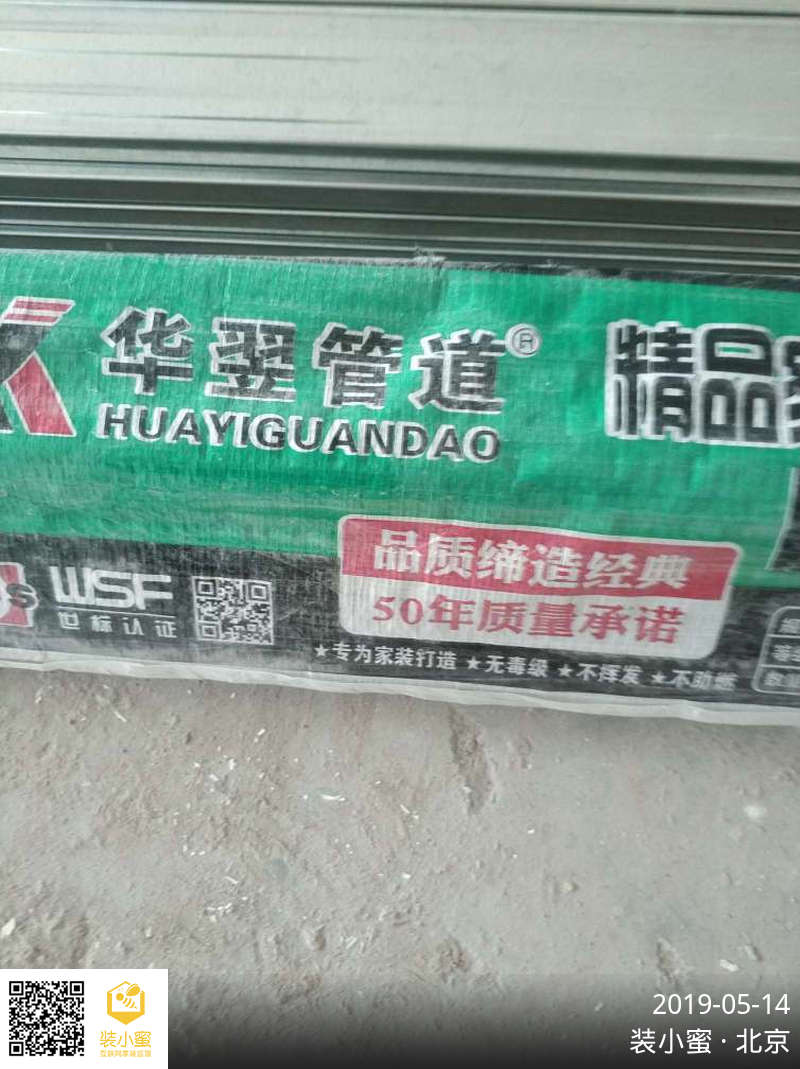 华翌管道®
HUAYIGUANDAO
精品
WSF
世标认证
品质缔造经典
50年质量承诺
★专为家装打造 ★无毒级 ★不挥发 ★不助燃
装小蜜
2019-05-14
装小蜜·北京